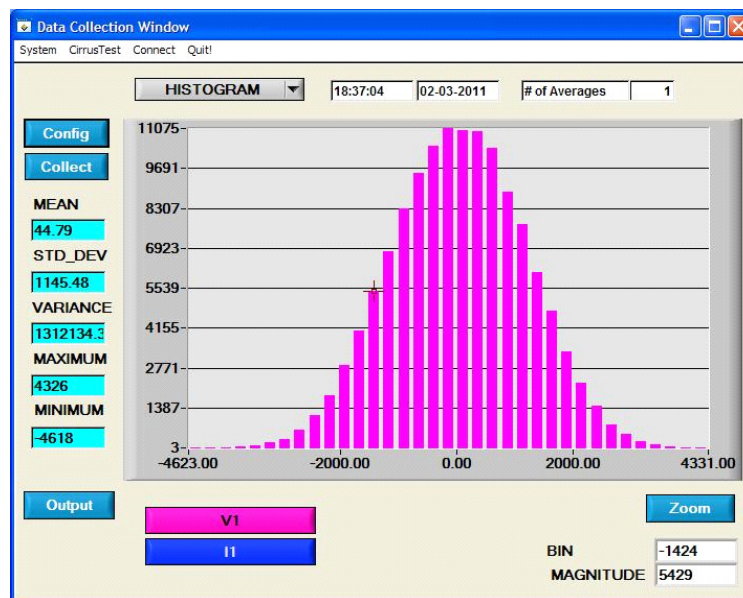 Data Collection Window
System CirrusTest Connect Quit!
HISTOGRAM 18:37:04 02-03-2011 # of Averages 1
Config
Collect
MEAN
44.79
STD_DEV
1145.48
VARIANCE
1312134.3
MAXIMUM
4326
MINIMUM
-4618
Output
11075
9691
8307
6923
5539
4155
2771
1387
3
-4623.00 -2000.00 0.00 2000.00 4331.00
V1
I1
Zoom
BIN -1424
MAGNITUDE 5429